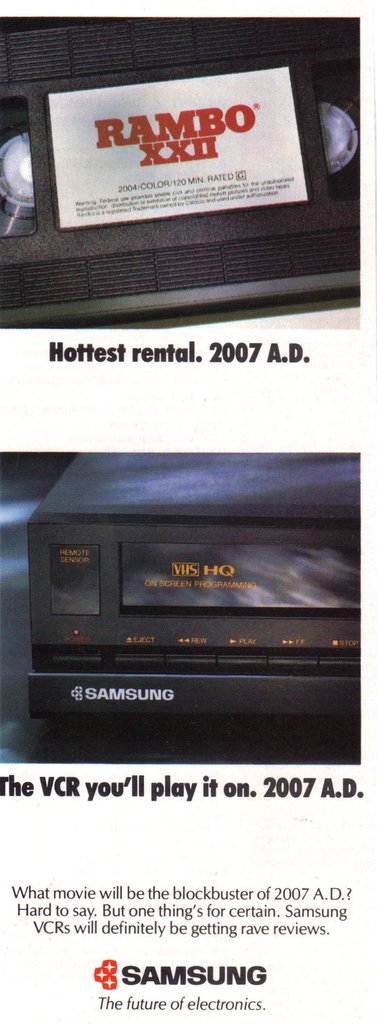 RAMBO®
XXII
2004/COLOR/120 MIN. RATED G
Warning: Federal law provides severe civil and criminal penalties for the unauthorized
reproduction, distribution or exhibition of copyrighted motion pictures and video tapes.
Rambo is a registered Trademark owned by Carolco and used under authorization.
Hottest rental. 2007 A.D.
REMOTE
SENSOR
VHS HQ
ON SCREEN PROGRAMMING
POWER
EJECT REW PLAY FF STOP
SAMSUNG
The VCR you'll play it on. 2007 A.D.
What movie will be the blockbuster of 2007 A.D.?
Hard to say. But one thing's for certain. Samsung
VCRs will definitely be getting rave reviews.
SAMSUNG
The future of electronics.